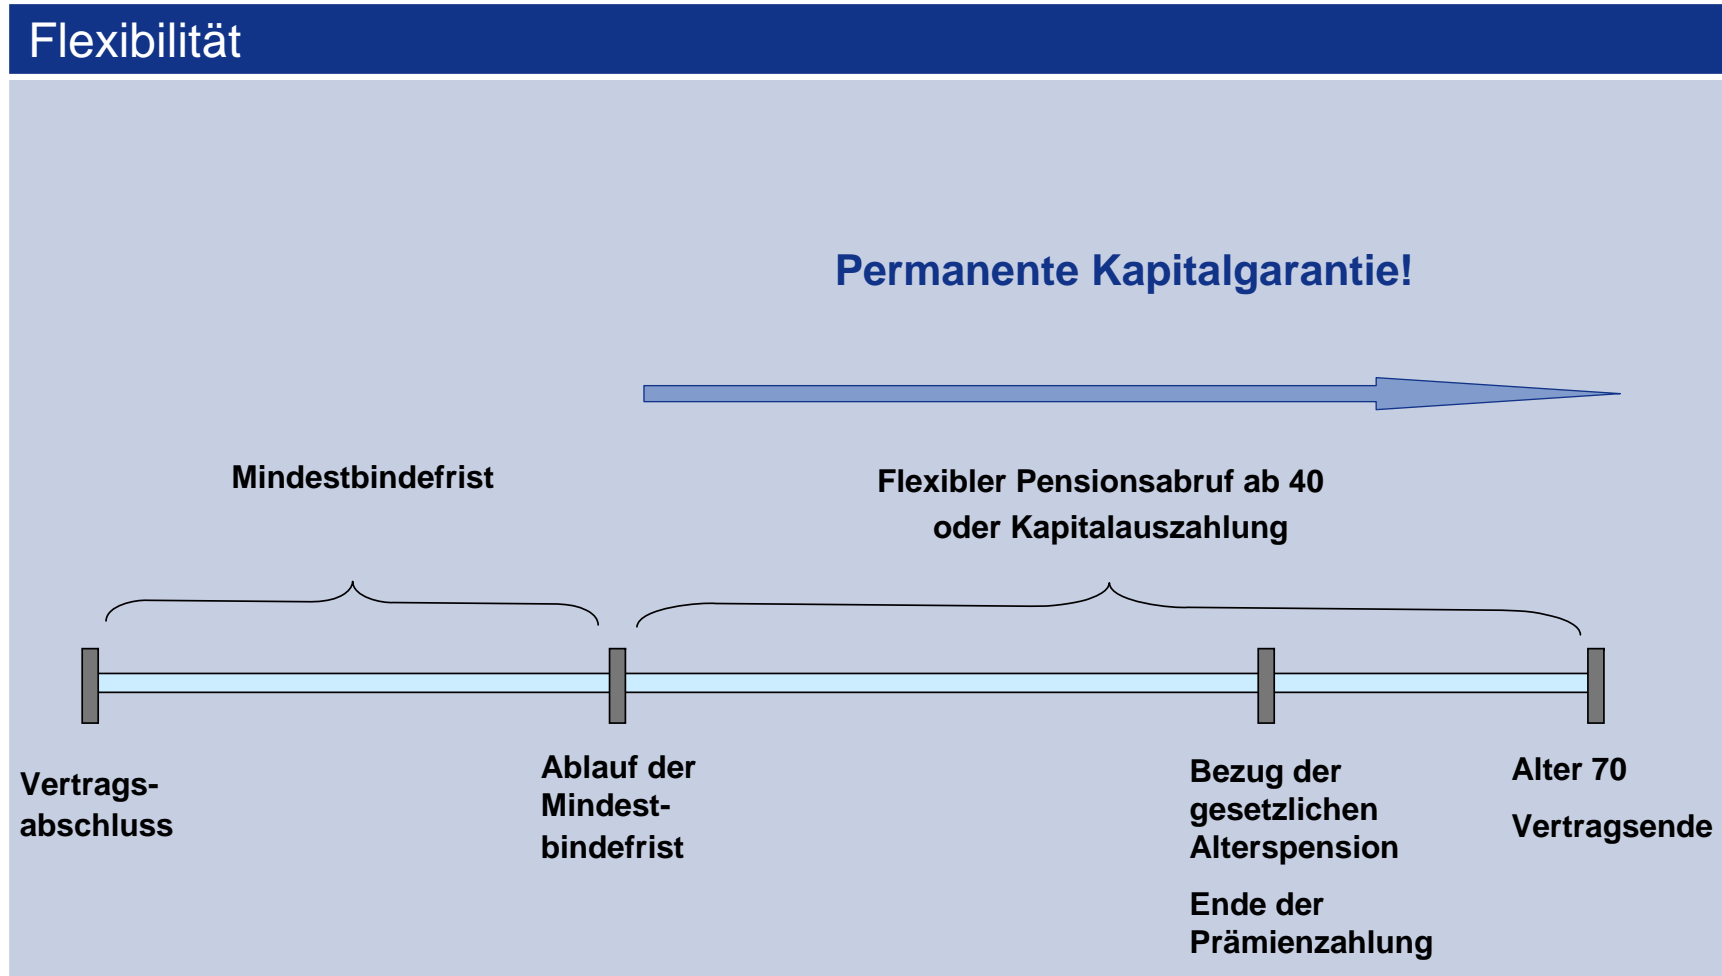 Flexibilität
Permanente Kapitalgarantie!
Mindestbindefrist
Flexibler Pensionsabruf ab 40
oder Kapitalauszahlung
Vertrags-
abschluss
Ablauf der
Mindest-
bindefrist
Bezug der
gesetzlichen
Alterspension
Ende der
Prämienzahlung
Alter 70
Vertragsende